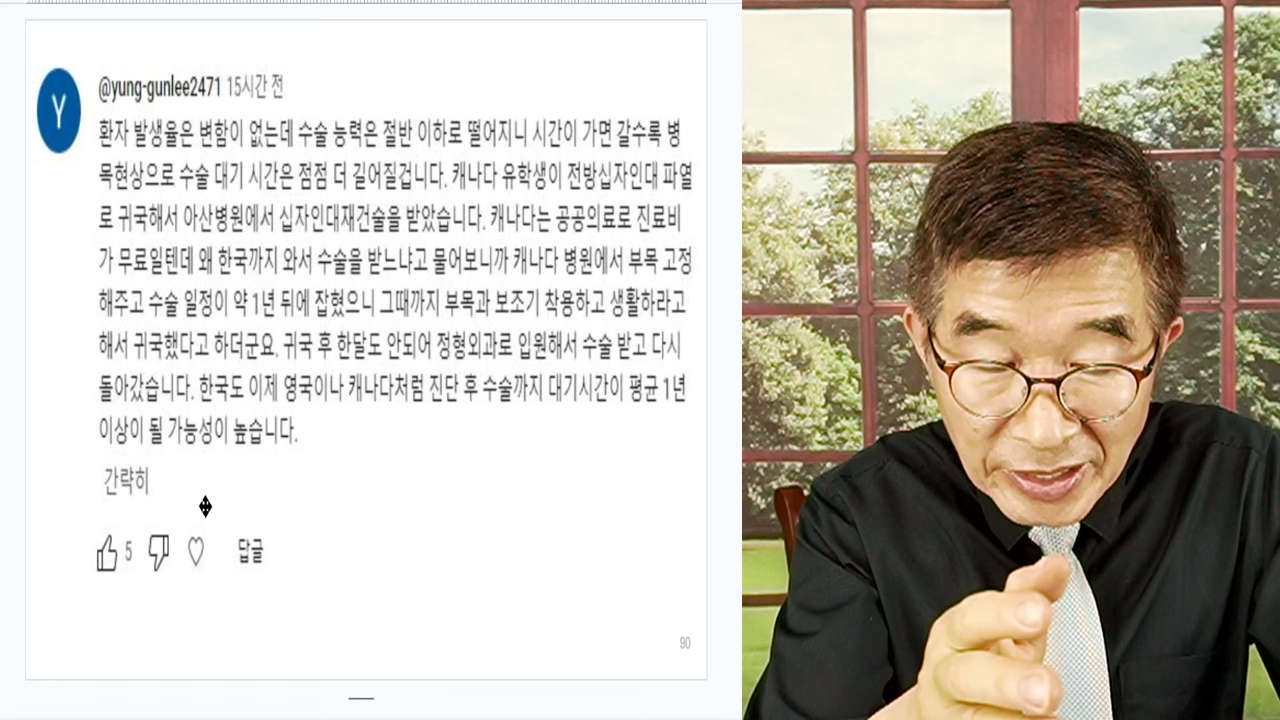 Y
@yung-gunlee2471 15시간 전
환자 발생율은 변함이 없는데 수술 능력은 절반 이하로 떨어지니 시간이 가면 갈수록 병
목현상으로 수술 대기 시간은 점점 더 길어질겁니다. 캐나다 유학생이 전방십자인대 파열
로 귀국해서 아산병원에서 십자인대재건술을 받았습니다. 캐나다는 공공의료로 진료비
가 무료일텐데 왜 한국까지 와서 수술을 받느냐고 물어보니까 캐나다 병원에서 부목 고정
해주고 수술 일정이 약 1년 뒤에 잡혔으니 그때까지 부목과 보조기 착용하고 생활하라고
해서 귀국했다고 하더군요. 귀국 후 한달도 안되어 정형외과로 입원해서 수술 받고 다시
돌아갔습니다. 한국도 이제 영국이나 캐나다처럼 진단 후 수술까지 대기시간이 평균 1년
이상이 될 가능성이 높습니다.
간략히
5 답글
90